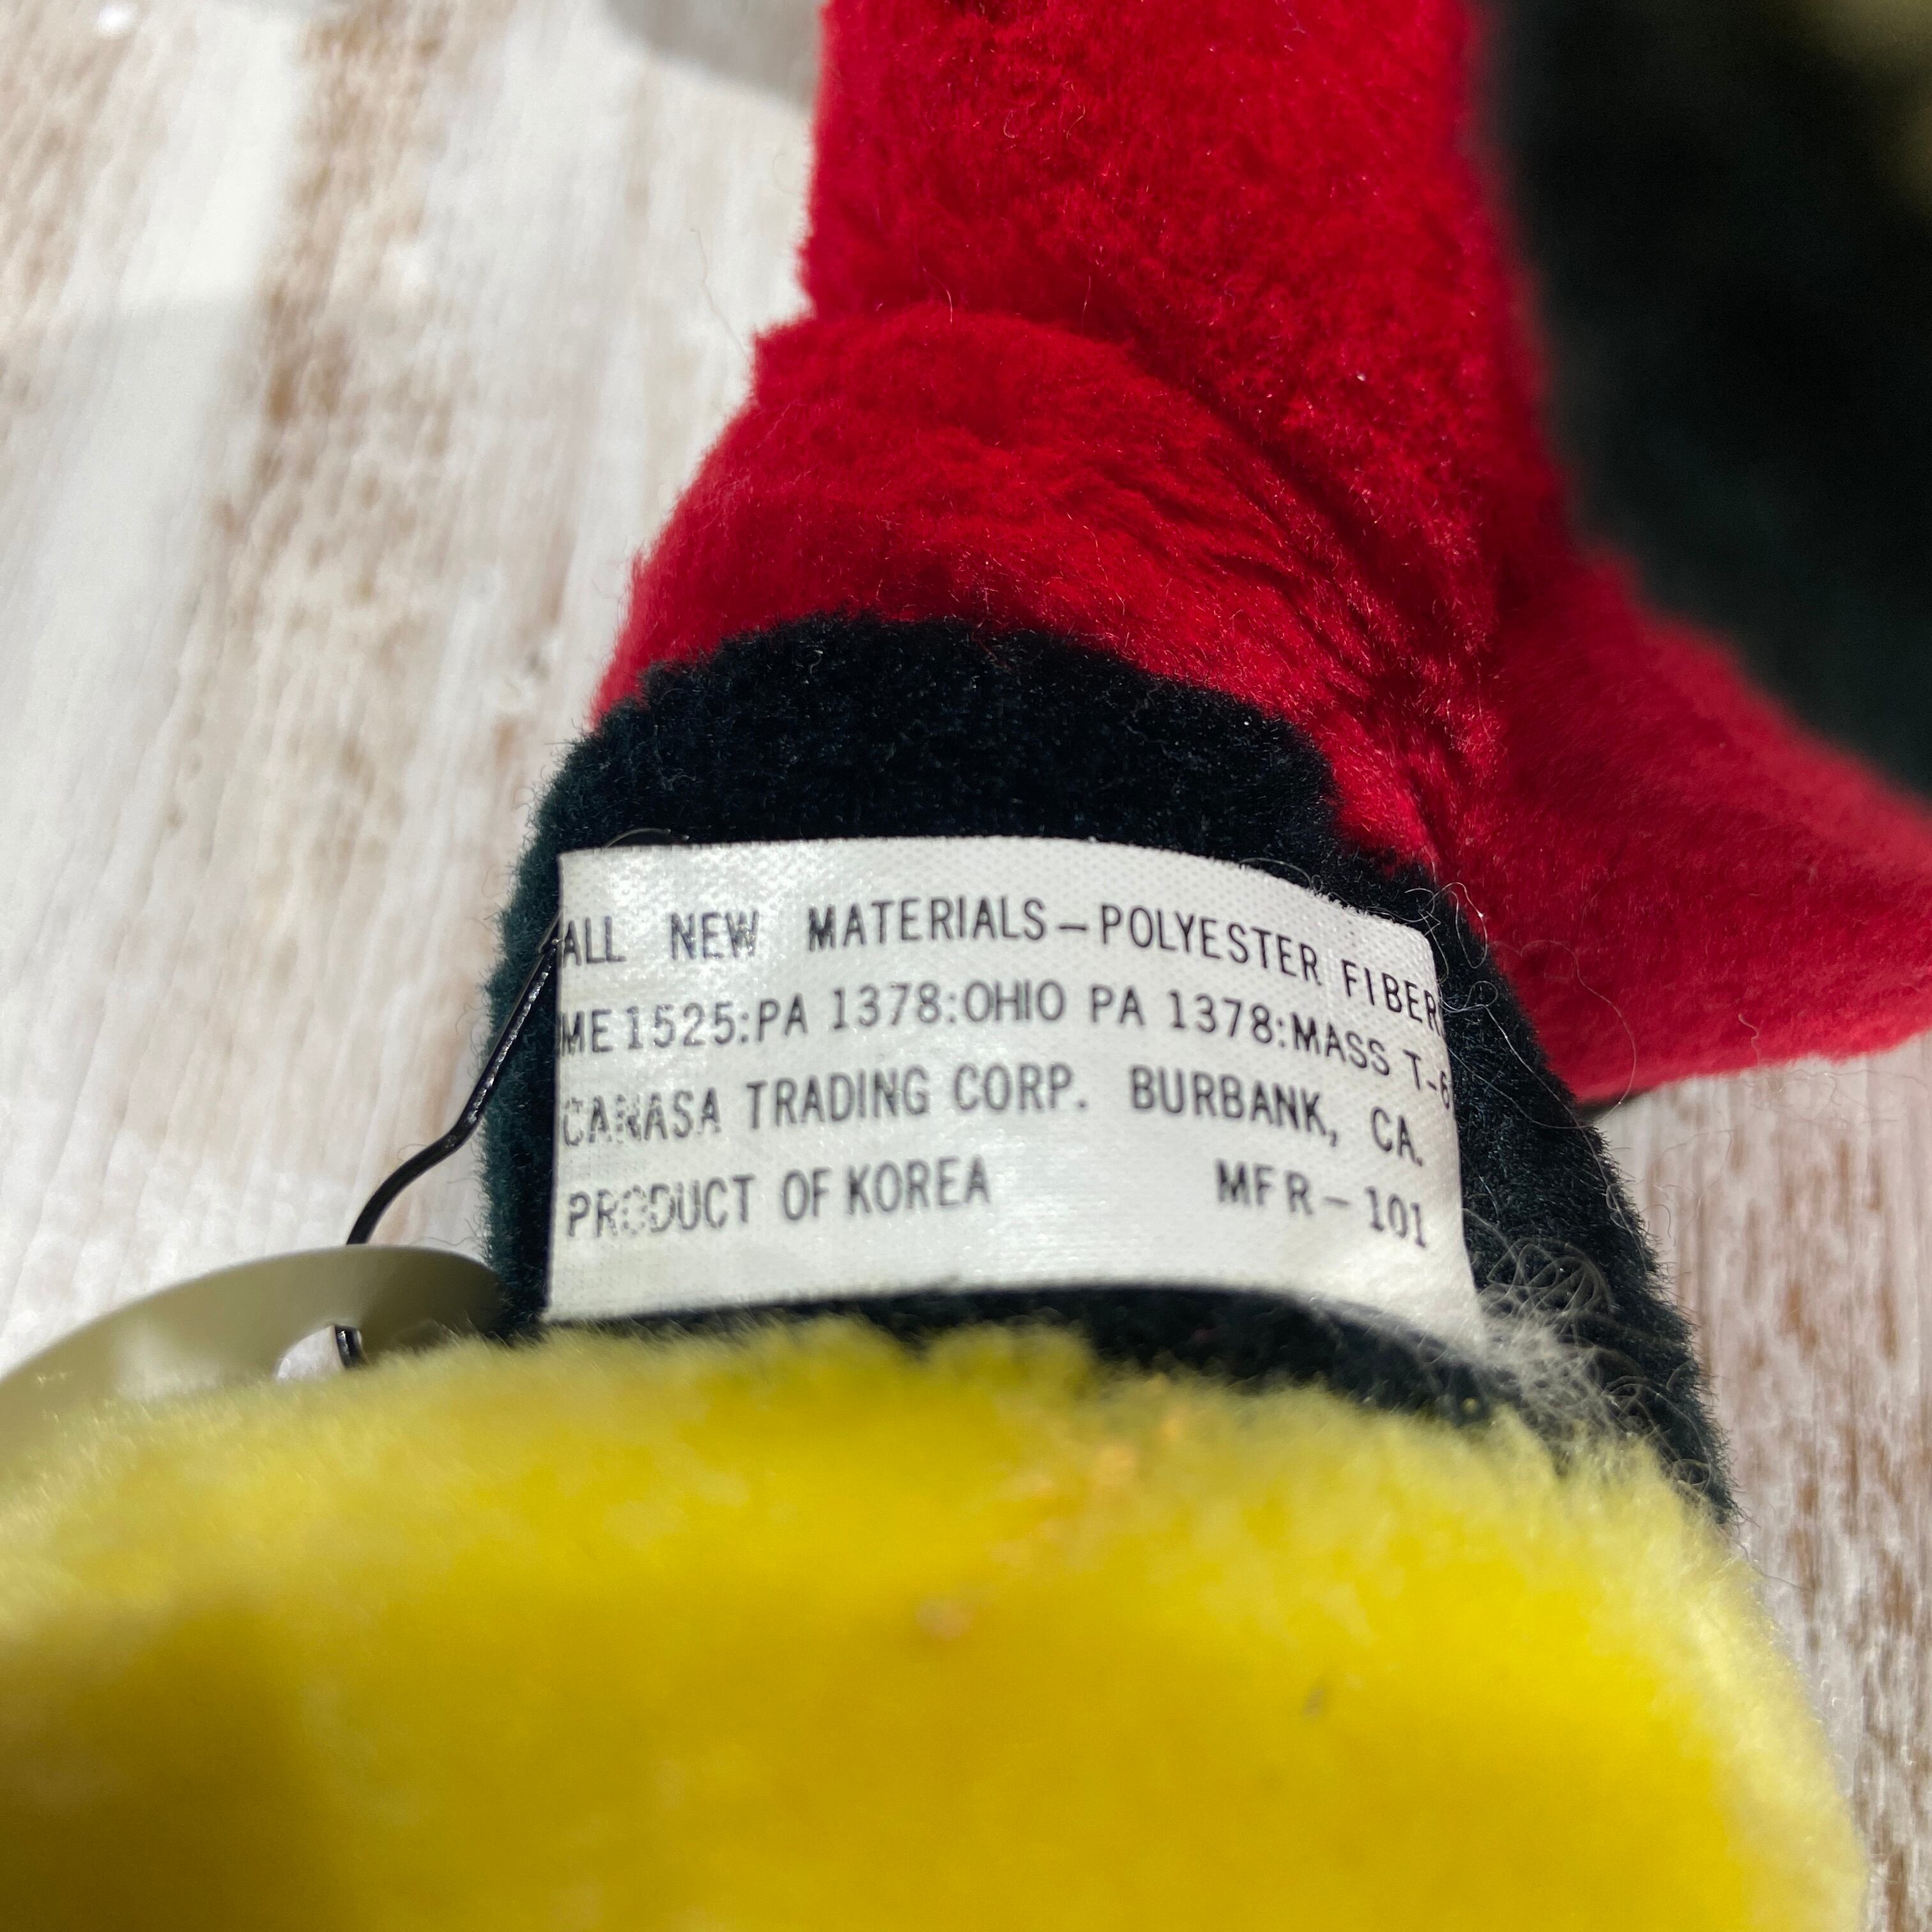 ALL NEW MATERIALS—POLYESTER FIBER
ME 1525:PA 1378:OHIO PA 1378:MASS T-6
CANASA TRADING CORP. BURBANK, CA.
PRODUCT OF KOREA MFR—101